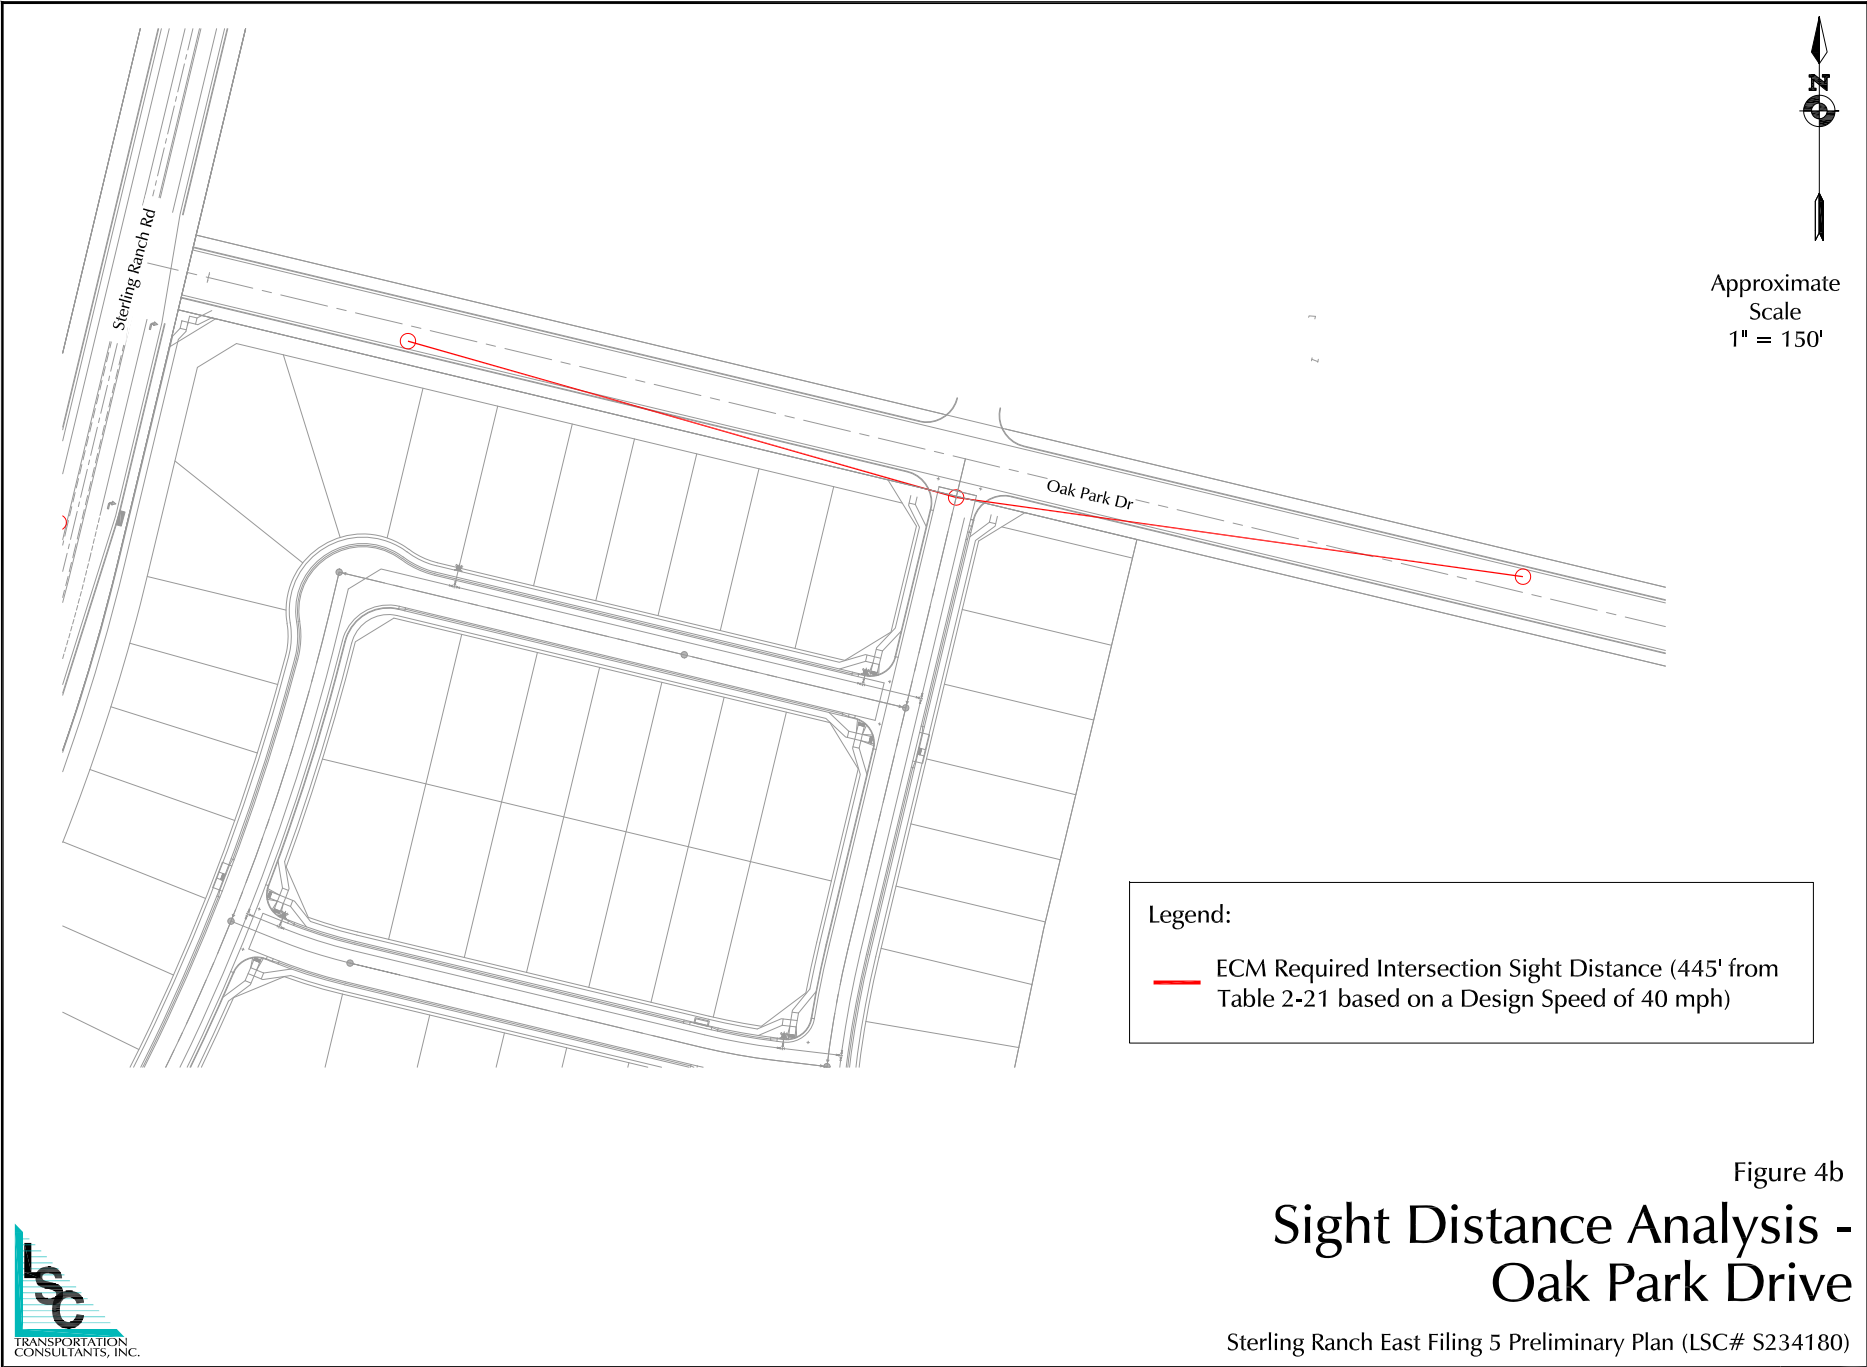 N
Approximate
Scale
1" = 150'
Sterling Ranch Rd
Oak Park Dr
Legend:
ECM Required Intersection Sight Distance (445' from
Table 2-21 based on a Design Speed of 40 mph)
Figure 4b
Sight Distance Analysis -
Oak Park Drive
Sterling Ranch East Filing 5 Preliminary Plan (LSC# S234180)
LSC
TRANSPORTATION
CONSULTANTS, INC.